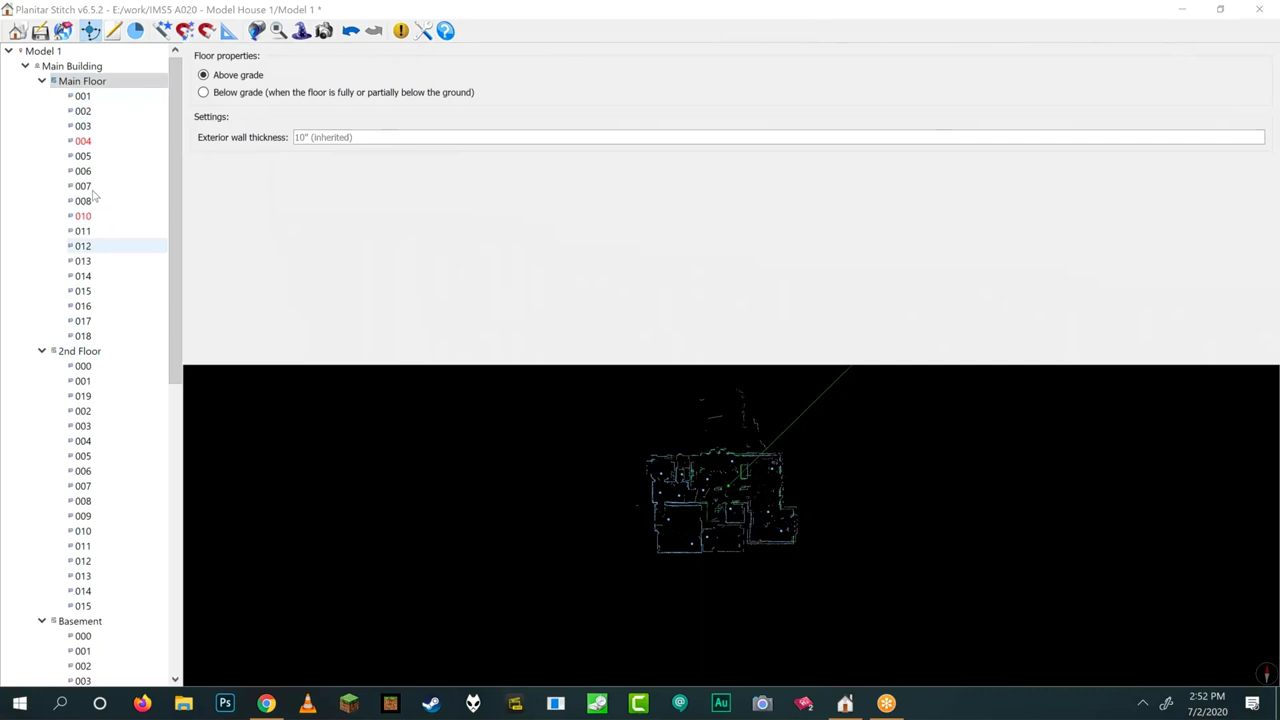 Planitar Stitch v6.5.2 - E:/work/IMS5 A020 - Model House 1/Model 1 *
Model 1
Main Building
Main Floor
001
002
003
004
005
006
007
008
010
011
012
013
014
015
016
017
018
2nd Floor
000
001
019
002
003
004
005
006
007
008
009
010
011
012
013
014
015
Basement
000
001
002
003
Floor properties:
Above grade
Below grade (when the floor is fully or partially below the ground)
Settings:
Exterior wall thickness: 10" (inherited)
Ps
Au
2:52 PM
7/2/2020